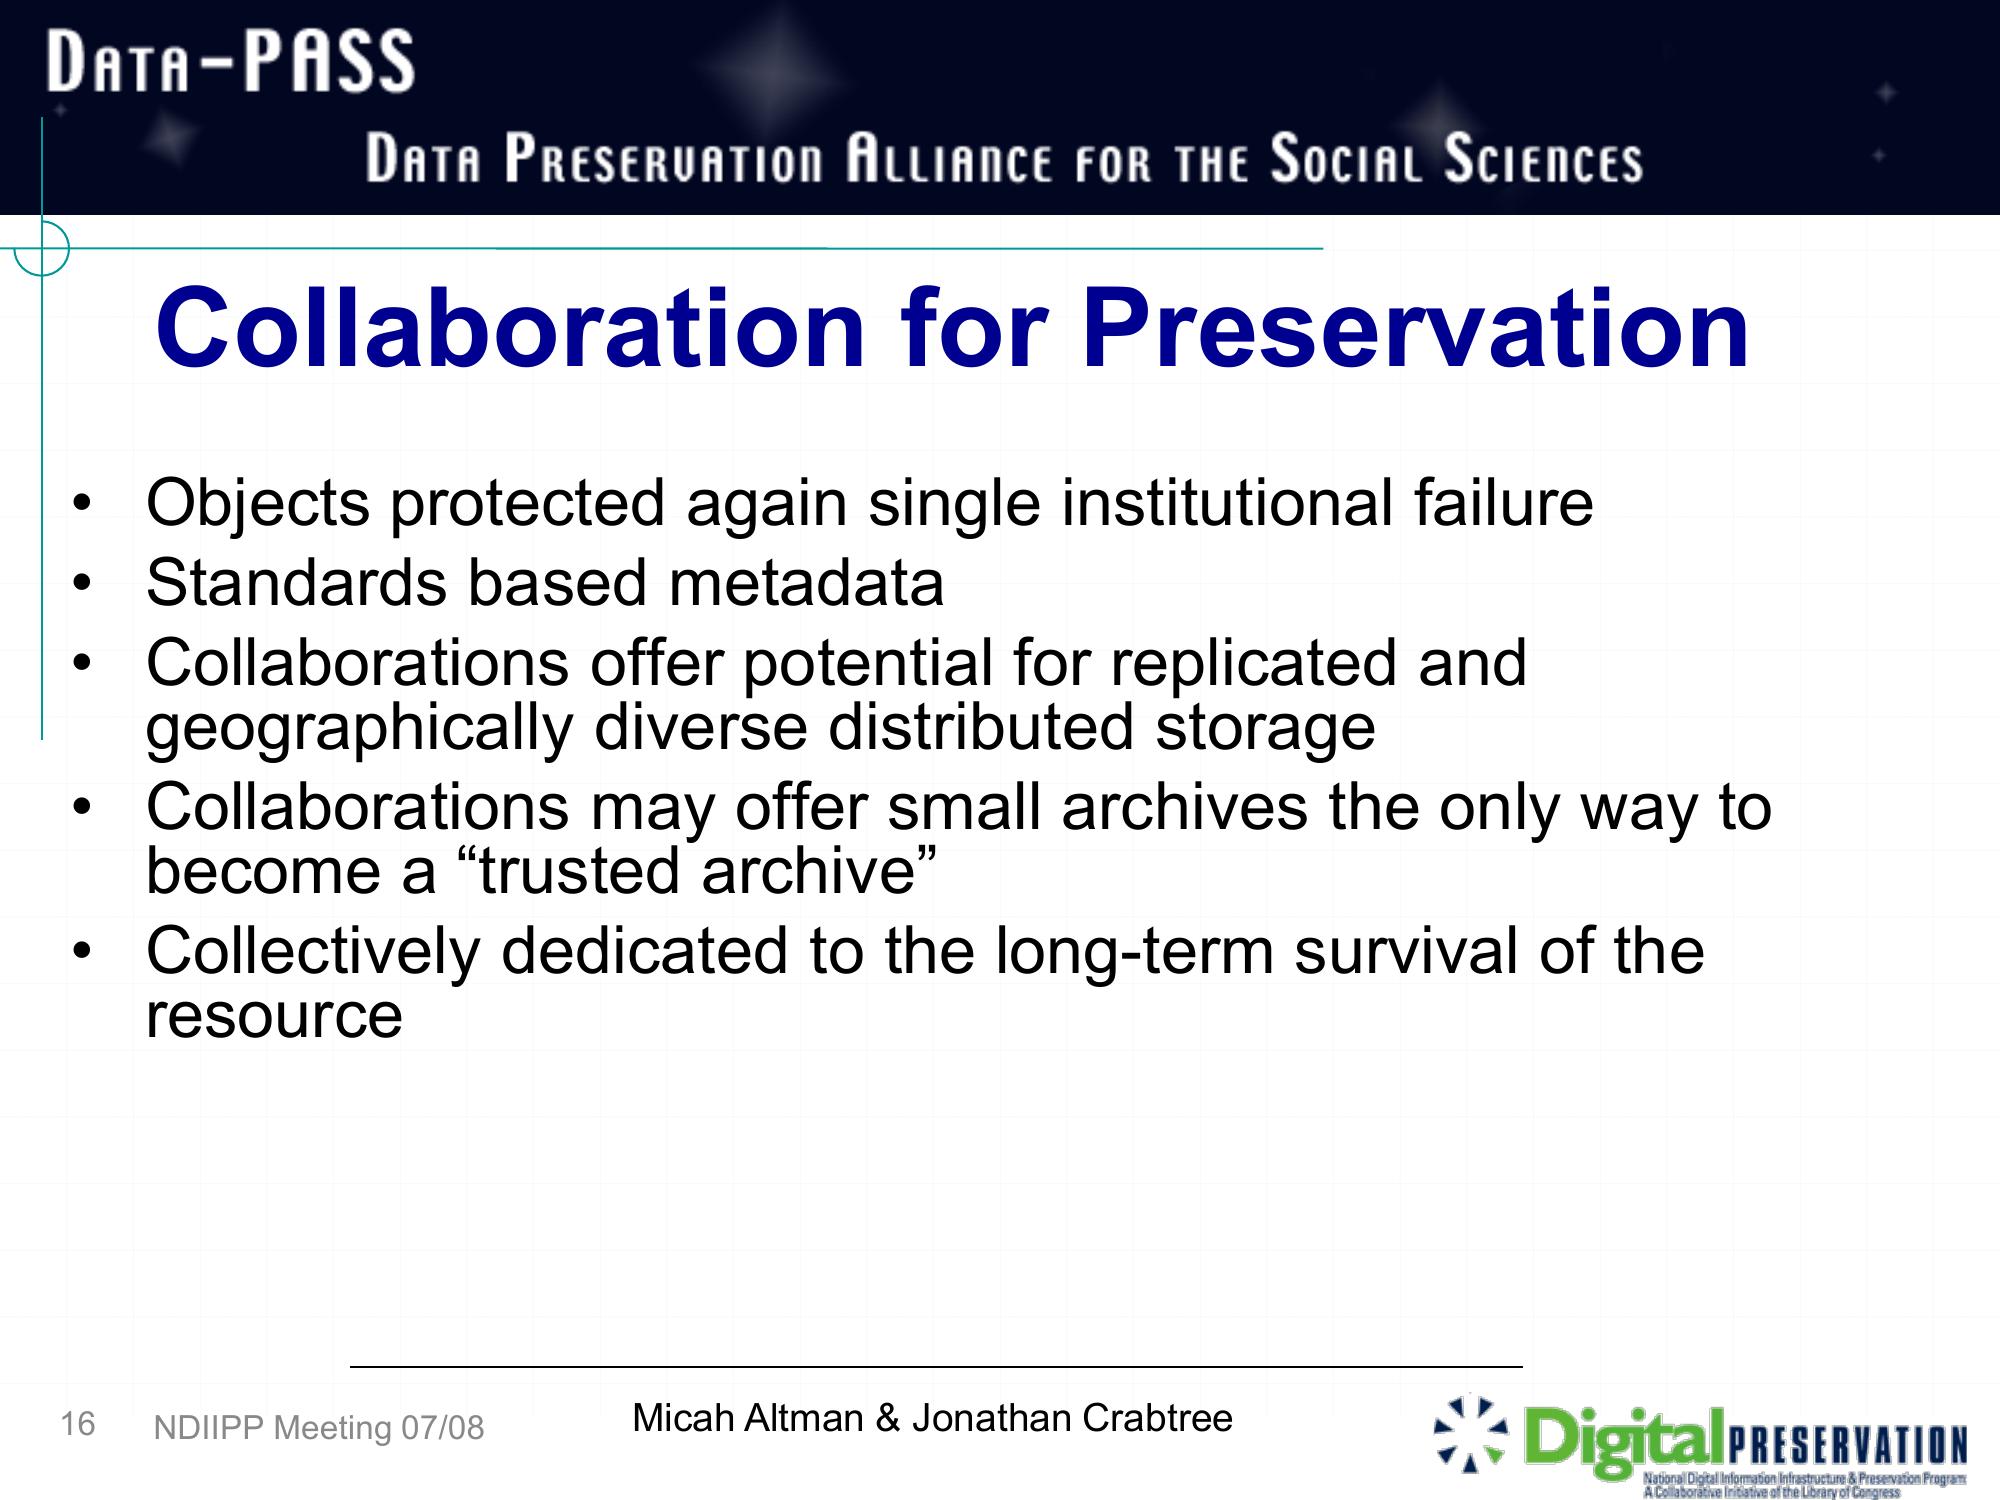 DATA-PASS
DATA PRESERVATION ALLIANCE FOR THE SOCIAL SCIENCES
Collaboration for Preservation
• Objects protected again single institutional failure
• Standards based metadata
• Collaborations offer potential for replicated and
geographically diverse distributed storage
• Collaborations may offer small archives the only way to
become a “trusted archive”
• Collectively dedicated to the long-term survival of the
resource
16
NDIIPP Meeting 07/08
Micah Altman & Jonathan Crabtree
Digital PRESERVATION
National Digital Information Infrastructure & Preservation Program
A Collaborative Initiative of the Library of Congress